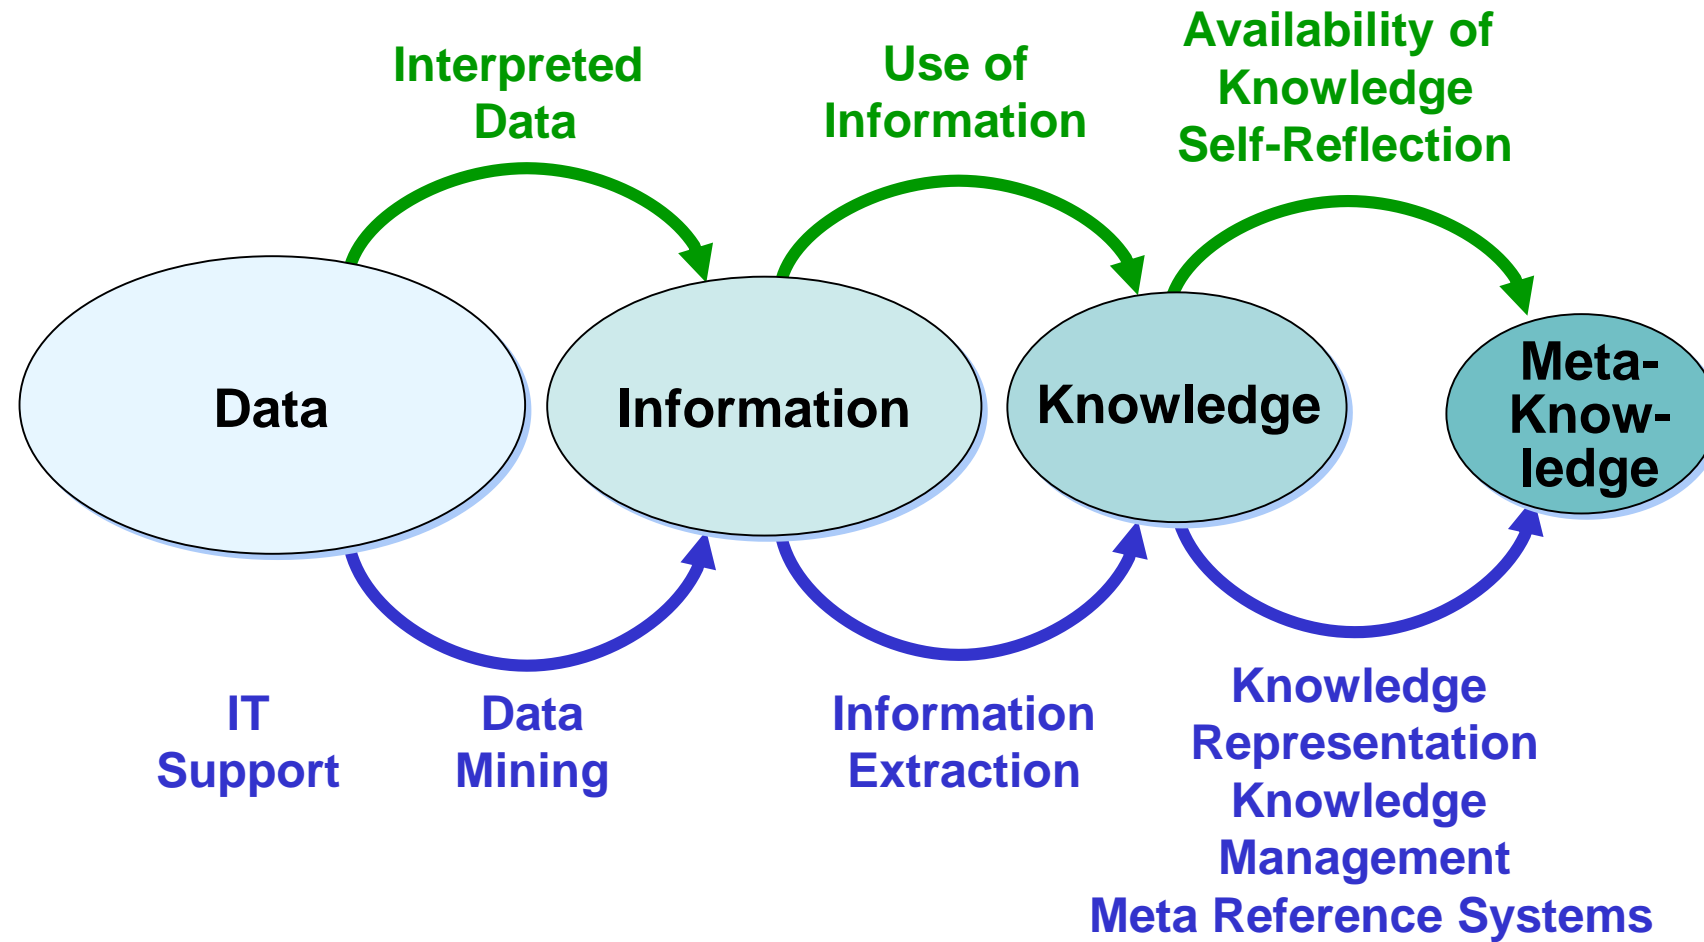 Interpreted
Data
Use of
Information
Availability of
Knowledge
Self-Reflection
Data
Information
Knowledge
Meta-
Know-
ledge
IT
Support
Data
Mining
Information
Extraction
Knowledge
Representation
Knowledge
Management
Meta Reference Systems